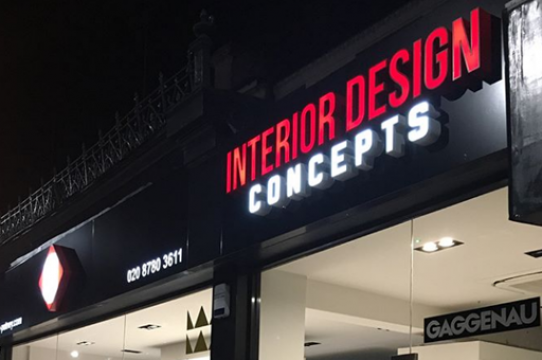 INTERIOR DESIGN
CONCEPTS
020 8780 3611
GAGGENAU